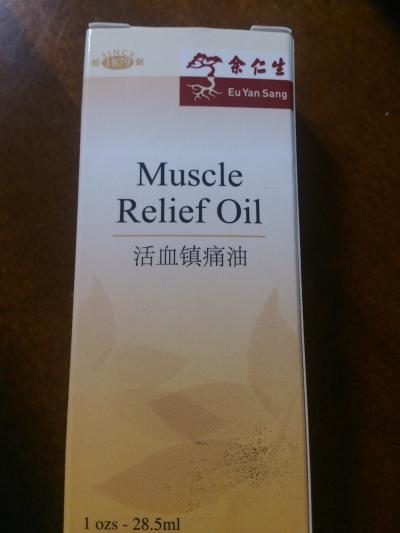 SINCE
1879
余仁生
Eu Yan Sang
Muscle
Relief Oil
活血镇痛油
1 ozs - 28.5ml